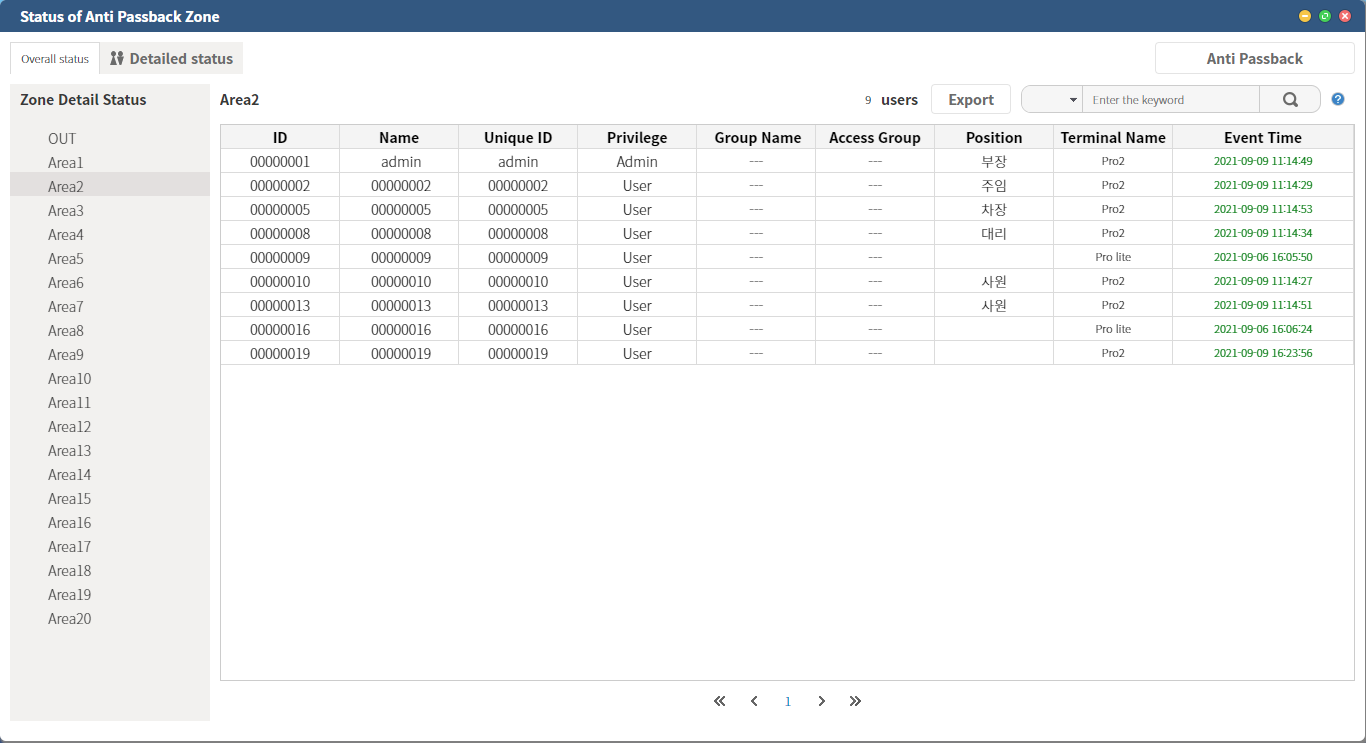 Status of Anti Passback Zone
Overall status Detailed status Anti Passback
Zone Detail Status
OUT
Area1
Area2
Area3
Area4
Area5
Area6
Area7
Area8
Area9
Area10
Area11
Area12
Area13
Area14
Area15
Area16
Area17
Area18
Area19
Area20
Area2 9 users Export Enter the keyword ?
ID Name Unique ID Privilege Group Name Access Group Position Terminal Name Event Time
00000001 admin admin Admin --- --- 부장 Pro2 2021-09-09 11:14:49
00000002 00000002 00000002 User --- --- 주임 Pro2 2021-09-09 11:14:29
00000005 00000005 00000005 User --- --- 차장 Pro2 2021-09-09 11:14:53
00000008 00000008 00000008 User --- --- 대리 Pro2 2021-09-09 11:14:34
00000009 00000009 00000009 User --- --- Pro lite 2021-09-06 16:05:50
00000010 00000010 00000010 User --- --- 사원 Pro2 2021-09-09 11:14:27
00000013 00000013 00000013 User --- --- 사원 Pro2 2021-09-09 11:14:51
00000016 00000016 00000016 User --- --- Pro lite 2021-09-06 16:06:24
00000019 00000019 00000019 User --- --- Pro2 2021-09-09 16:23:56
1